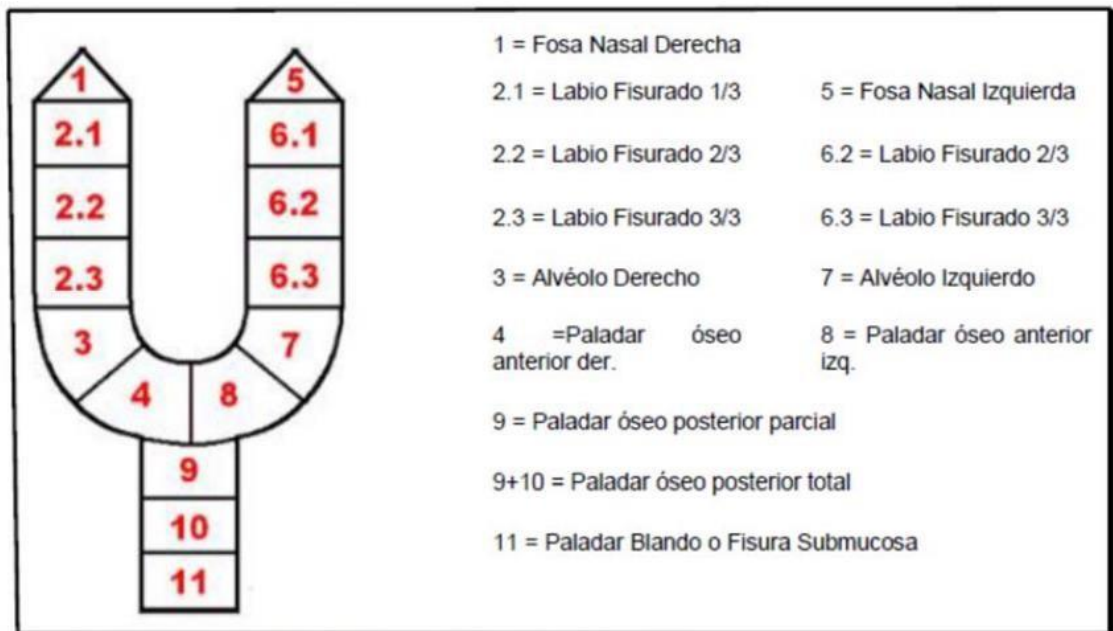 1
5
2.1
6.1
2.2
6.2
2.3
6.3
3
7
4
8
9
10
11
1 = Fosa Nasal Derecha
2.1 = Labio Fisurado 1/3
5 = Fosa Nasal Izquierda
2.2 = Labio Fisurado 2/3
6.2 = Labio Fisurado 2/3
2.3 = Labio Fisurado 3/3
6.3 = Labio Fisurado 3/3
3 = Alvéolo Derecho
7 = Alvéolo Izquierdo
4 =Paladar óseo
anterior der.
8 = Paladar óseo anterior
izq.
9 = Paladar óseo posterior parcial
9+10 = Paladar óseo posterior total
11 = Paladar Blando o Fisura Submucosa